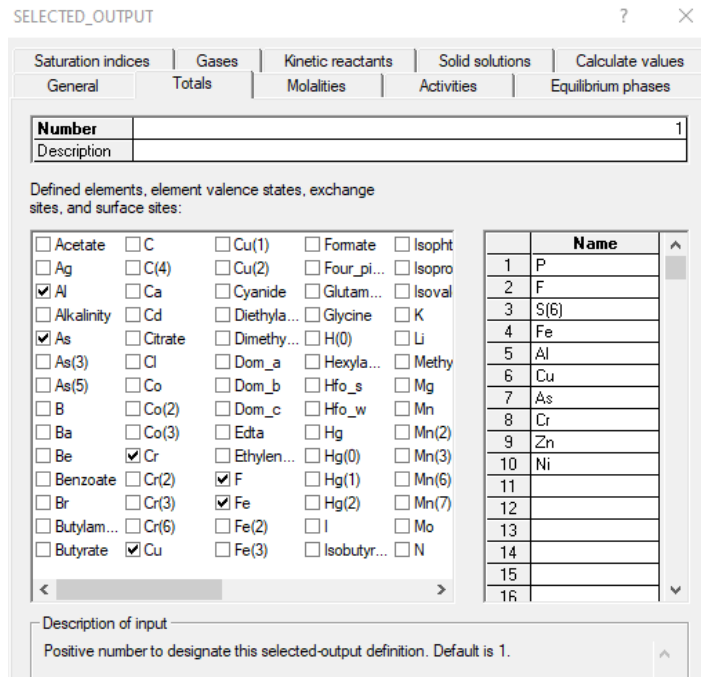 SELECTED_OUTPUT ? ×
Saturation indices Gases Kinetic reactants Solid solutions Calculate values
General Totals Molalities Activities Equilibrium phases
Number 1
Description
Defined elements, element valence states, exchange
sites, and surface sites:
Acetate C Cu(1) Formate Isopht
Ag C(4) Cu(2) Four_pi... Isopro
Al Ca Cyanide Glutam... Isoval
Alkalinity Cd Diethyla... Glycine K
As Citrate Dimethy... H(0) Li
As(3) Cl Dom_a Hexyla... Methy
As(5) Co Dom_b Hfo_s Mg
B Co(2) Dom_c Hfo_w Mn
Ba Co(3) Edta Hg Mn(2)
Be Cr Ethylen... Hg(0) Mn(3)
Benzoate Cr(2) F Hg(1) Mn(6)
Br Cr(3) Fe Hg(2) Mn(7)
Butylam... Cr(6) Fe(2) I Mo
Butyrate Cu Fe(3) Isobutyr... N
Name
1 P
2 F
3 S(6)
4 Fe
5 Al
6 Cu
7 As
8 Cr
9 Zn
10 Ni
11
12
13
14
15
16
Description of input
Positive number to designate this selected-output definition. Default is 1.